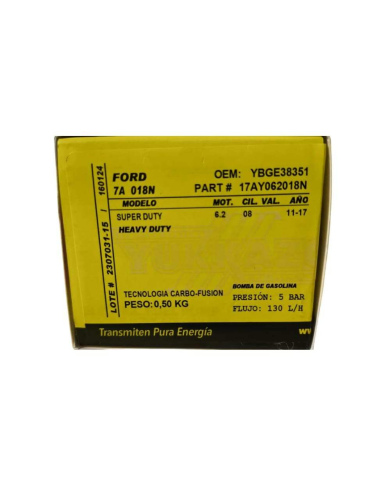 FORD OEM: YBGE38351
7A 018N PART # 17AY062018N
MODELO MOT. CIL. VAL. AÑO
SUPER DUTY 6.2 08 11-17
HEAVY DUTY
BOMBA DE GASOLINA
TECNOLOGIA CARBO-FUSION PRESIÓN: 5 BAR
PESO:0,50 KG FLUJO: 130 L/H
LOTE # 2307031-15 / 160124
Transmiten Pura Energía